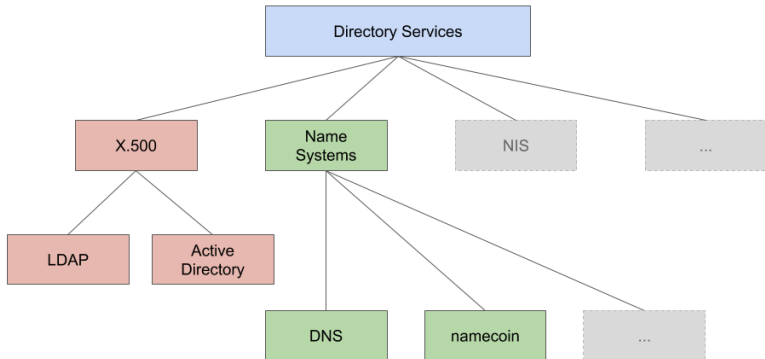 Directory Services
X.500
Name
Systems
NIS
...
LDAP
Active
Directory
DNS
namecoin
...